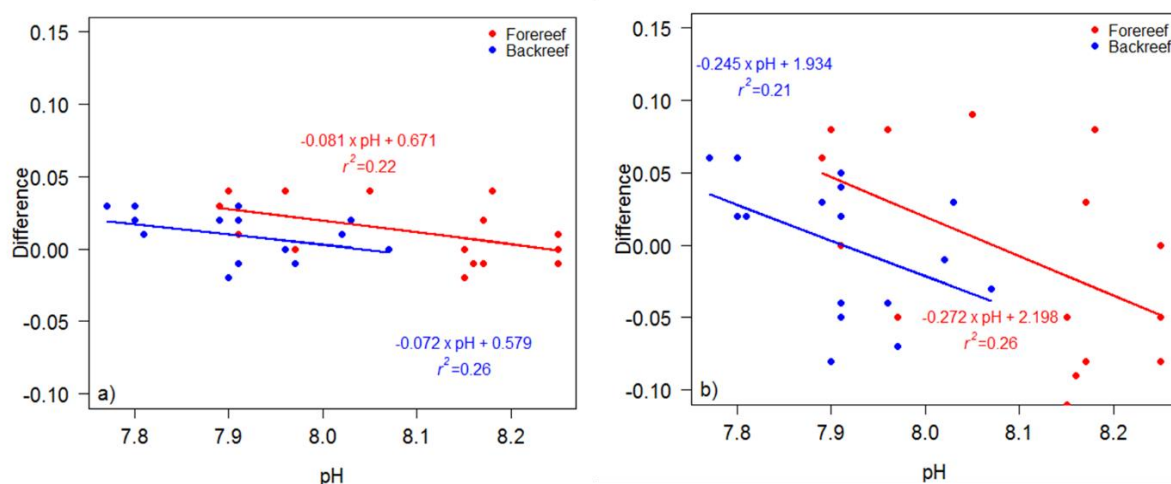 0.15
0.10
0.05
0.00
-0.05
-0.10
Difference
Forereef
Backreef
-0.081 x pH + 0.671
r²=0.22
-0.072 x pH + 0.579
r²=0.26
a)
7.8
7.9
8.0
8.1
8.2
pH
0.15
0.10
0.05
0.00
-0.05
-0.10
Difference
Forereef
Backreef
-0.245 x pH + 1.934
r²=0.21
-0.272 x pH + 2.198
r²=0.26
b)
7.8
7.9
8.0
8.1
8.2
pH